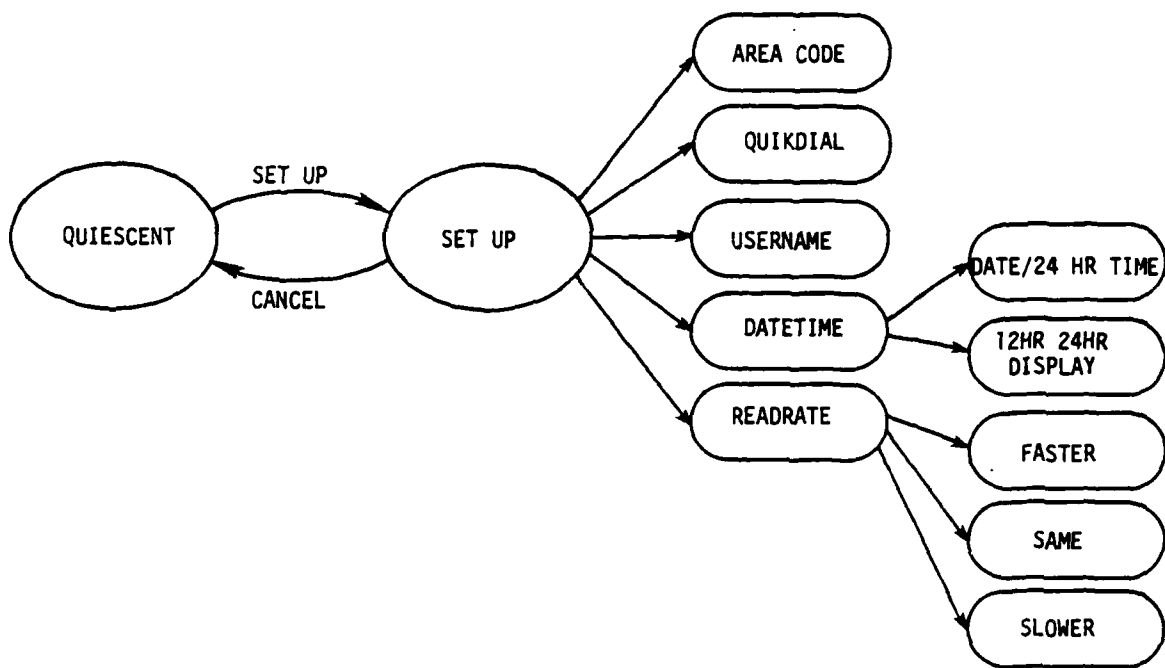 AREA CODE
QUIKDIAL
SET UP
QUIESCENT
SET UP
CANCEL
USERNAME
DATETIME
READRATE
DATE/24 HR TIME
12HR 24HR
DISPLAY
FASTER
SAME
SLOWER